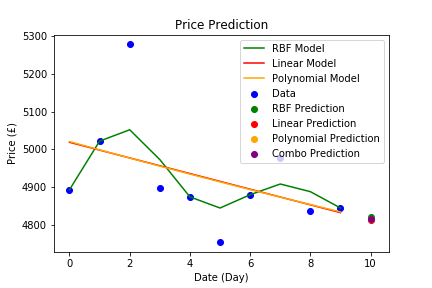 Price Prediction
Price (£)
5300
5200
5100
5000
4900
4800
RBF Model
Linear Model
Polynomial Model
Data
RBF Prediction
Linear Prediction
Polynomial Prediction
Combo Prediction
0 2 4 6 8 10
Date (Day)